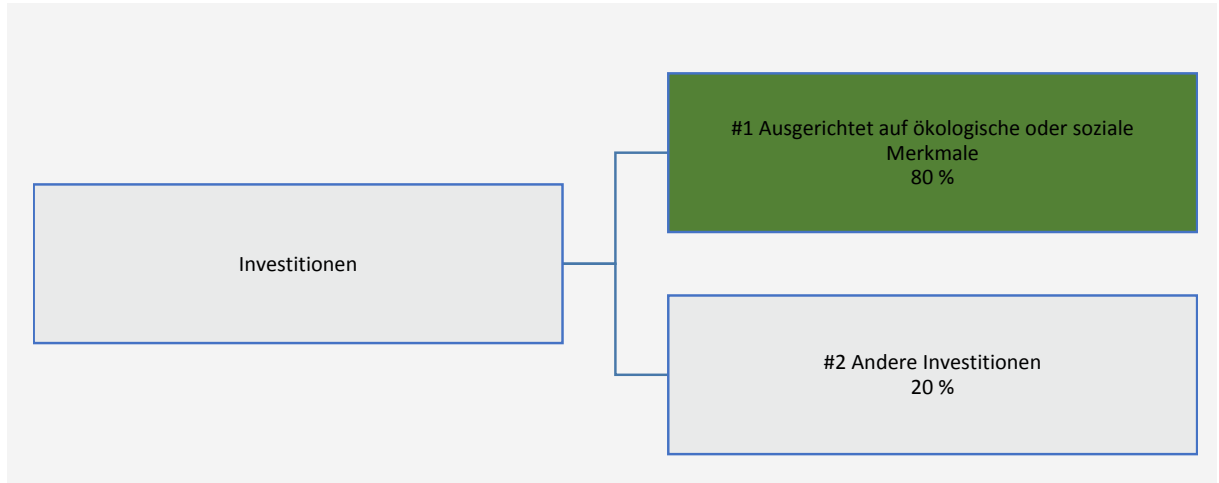 Investitionen
#1 Ausgerichtet auf ökologische oder soziale
Merkmale
80 %
#2 Andere Investitionen
20 %